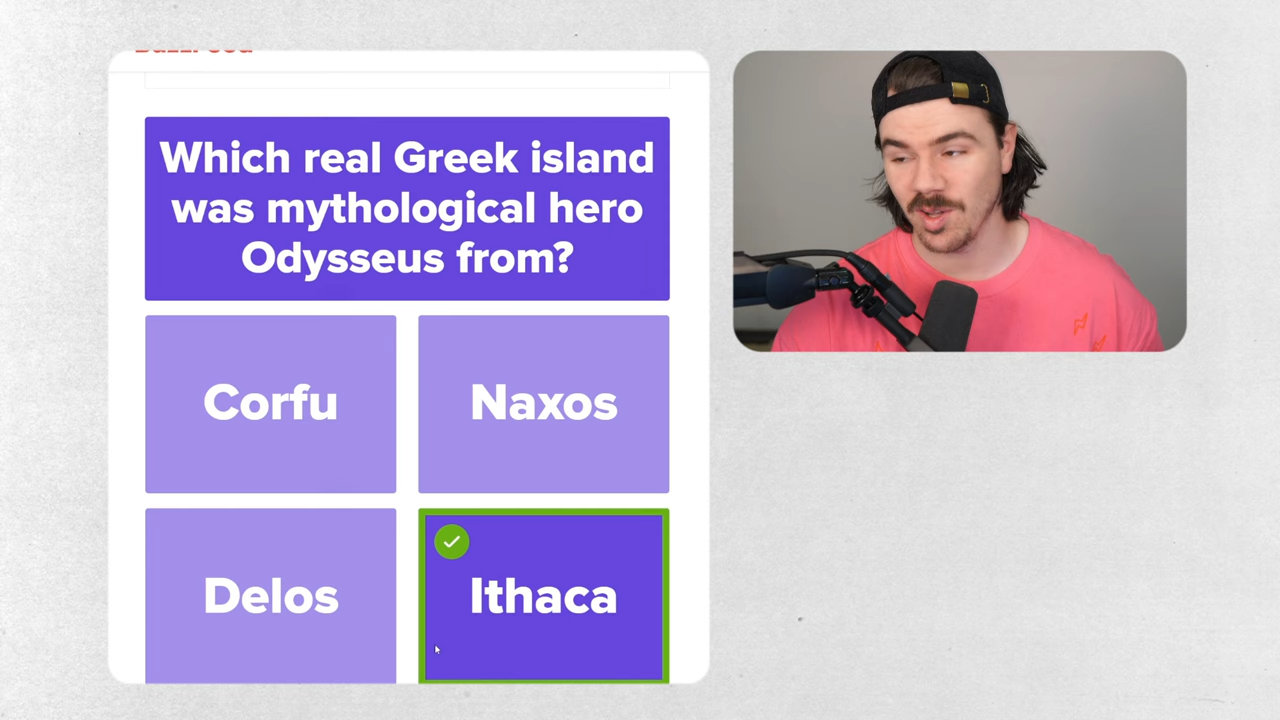 Which real Greek island
was mythological hero
Odysseus from?
Corfu
Naxos
Delos
Ithaca